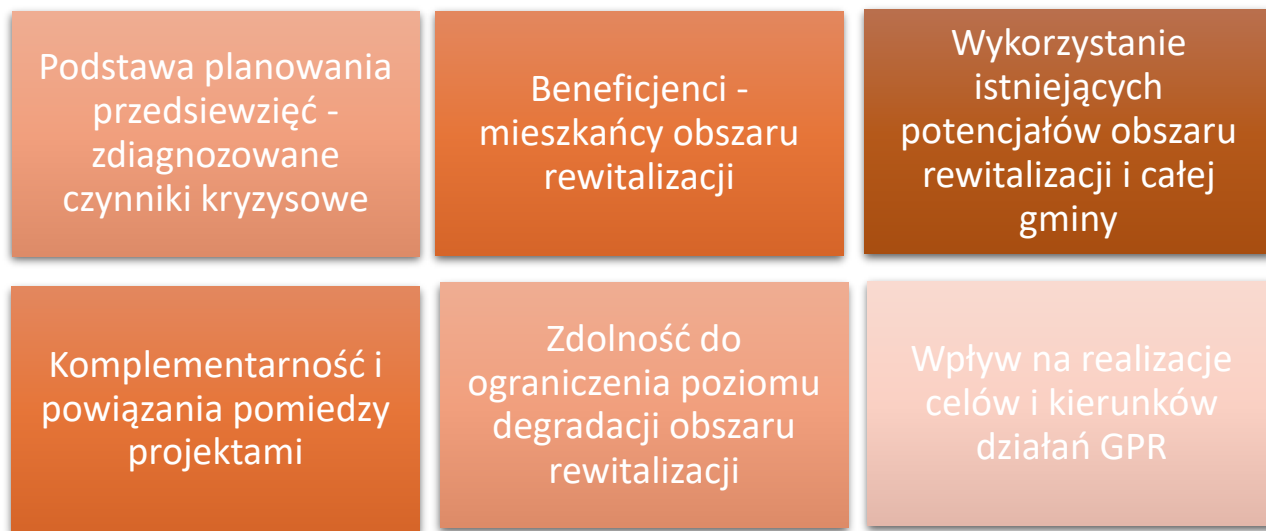 Podstawa planowania
przedsiewzięć -
zdiagnozowane
czynniki kryzysowe
Beneficjenci -
mieszkańcy obszaru
rewitalizacji
Wykorzystanie
istniejących
potencjałów obszaru
rewitalizacji i całej
gminy
Komplementarność i
powiązania pomiedzy
projektami
Zdolność do
ograniczenia poziomu
degradacji obszaru
rewitalizacji
Wpływ na realizacje
celów i kierunków
działań GPR